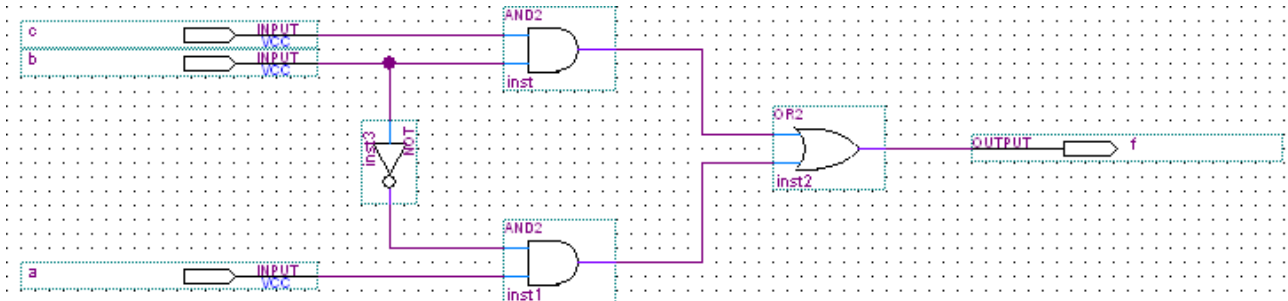 AND2
c INPUT
VCC
b INPUT
VCC
inst
OR2
inst3
NOT
OUTPUT f
inst2
AND2
a INPUT
VCC
inst1